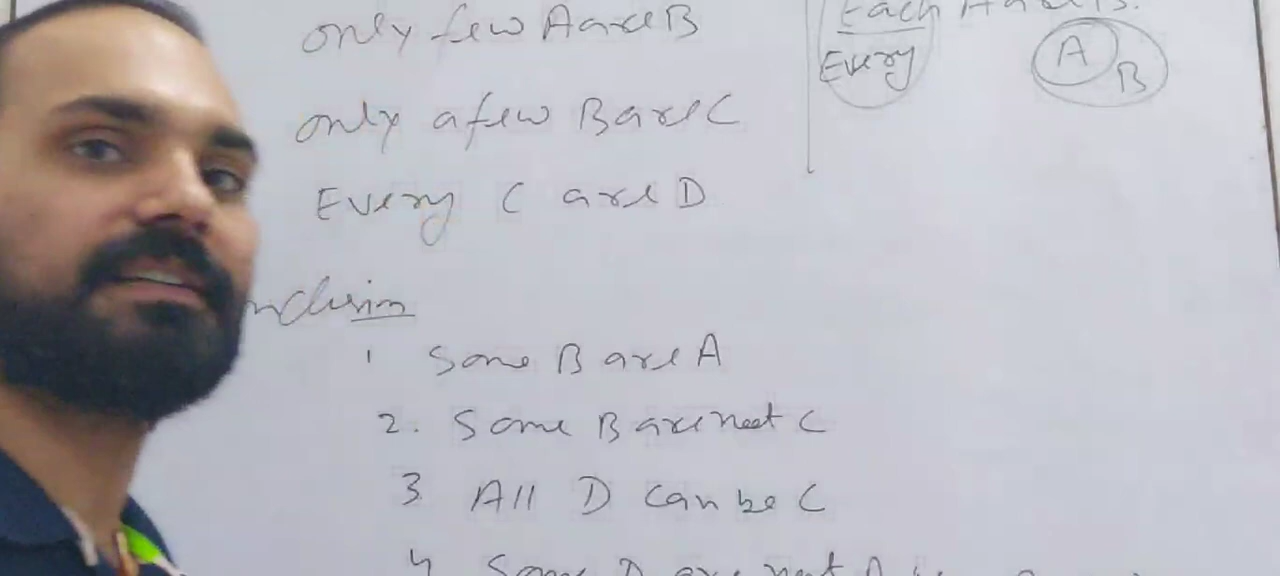 only few A are B
Each A are B.
Every
A
B
only a few B are C
Every C are D
1 Some B are A
2. Some B are not C
3 All D can be C
4 Some D are not